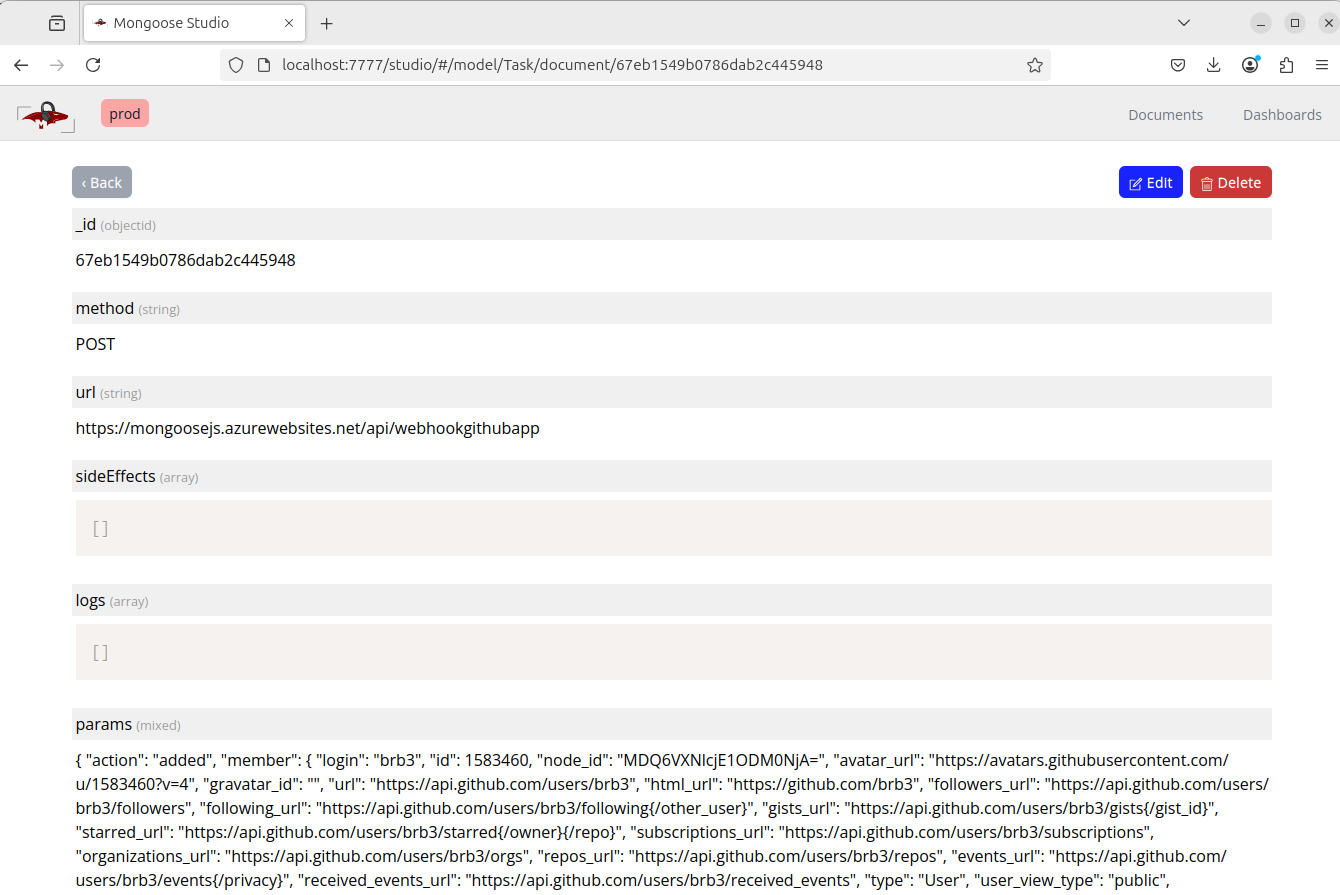 Mongoose Studio
localhost:7777/studio/#/model/Task/document/67eb1549b0786dab2c445948
prod
Documents
Dashboards
‹ Back
Edit
Delete
_id (objectid)
67eb1549b0786dab2c445948
method (string)
POST
url (string)
https://mongoosejs.azurewebsites.net/api/webhookgithubapp
sideEffects (array)
[]
logs (array)
[]
params (mixed)
{ "action": "added", "member": { "login": "brb3", "id": 1583460, "node_id": "MDQ6VXNlcjE1ODM0NjA=", "avatar_url": "https://avatars.githubusercontent.com/
u/1583460?v=4", "gravatar_id": "", "url": "https://api.github.com/users/brb3", "html_url": "https://github.com/brb3", "followers_url": "https://api.github.com/users/
brb3/followers", "following_url": "https://api.github.com/users/brb3/following{/other_user}", "gists_url": "https://api.github.com/users/brb3/gists{/gist_id}",
"starred_url": "https://api.github.com/users/brb3/starred{/owner}{/repo}", "subscriptions_url": "https://api.github.com/users/brb3/subscriptions",
"organizations_url": "https://api.github.com/users/brb3/orgs", "repos_url": "https://api.github.com/users/brb3/repos", "events_url": "https://api.github.com/
users/brb3/events{/privacy}", "received_events_url": "https://api.github.com/users/brb3/received_events", "type": "User", "user_view_type": "public",